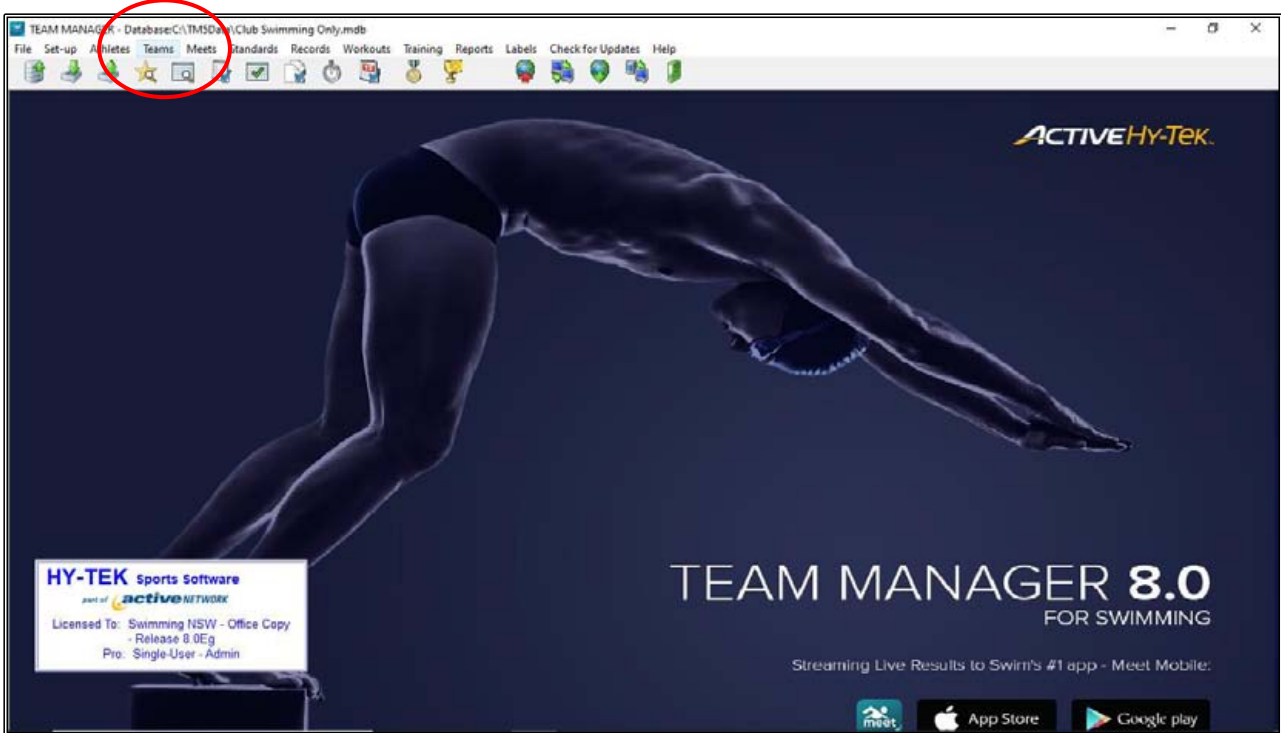 TEAM MANAGER - Database:C:\TM5Data\Club Swimming Only.mdb
File Set-up Athletes Teams Meets Standards Records Workouts Training Reports Labels Check for Updates Help
ACTIVE HY-TEK
HY-TEK Sports Software
part of active NETWORK
Licensed To: Swimming NSW - Office Copy
- Release 8.0Eg
Pro: Single-User - Admin
TEAM MANAGER 8.0
FOR SWIMMING
Streaming Live Results to Swim's #1 app - Meet Mobile:
meet
App Store
Google play